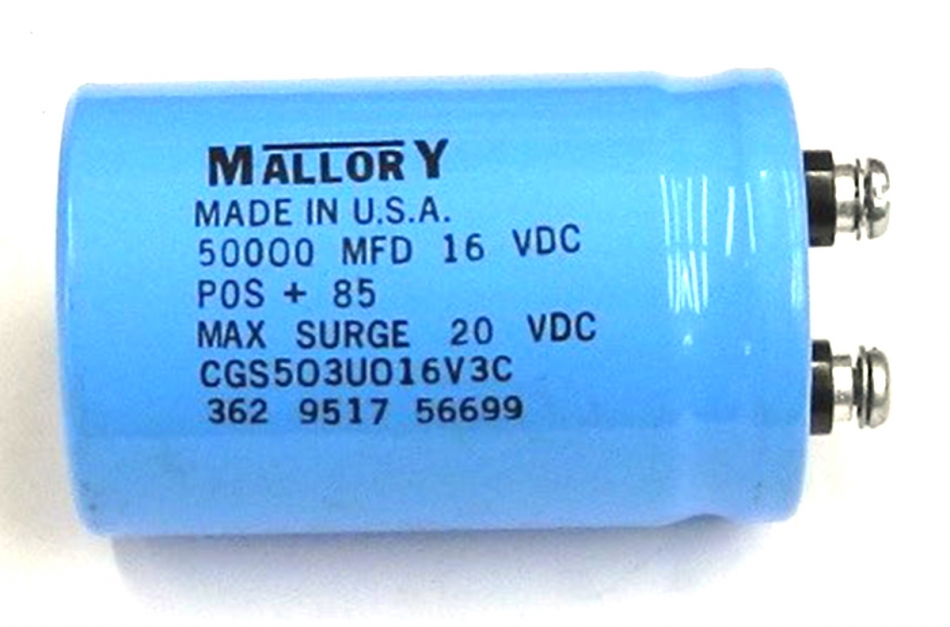 MALLORY
MADE IN U.S.A.
50000 MFD 16 VDC
POS + 85
MAX SURGE 20 VDC
CGS503U016V3C
362 9517 56699